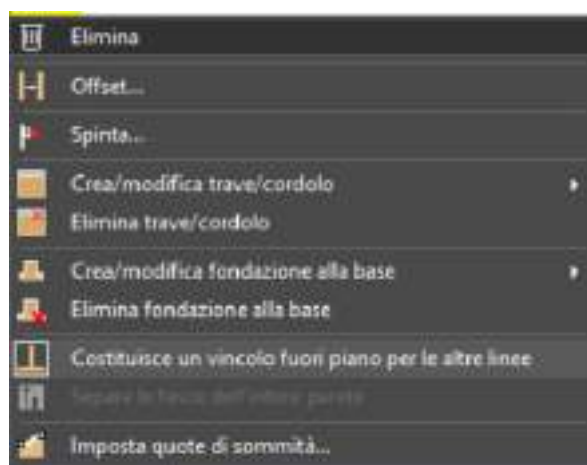 Elimina
Offset...
Spinta...
Crea/modifica trave/cordolo
Elimina trave/cordolo
Crea/modifica fondazione alla base
Elimina fondazione alla base
Costituisce un vincolo fuori piano per le altre linee
Imposta quote di sommità...